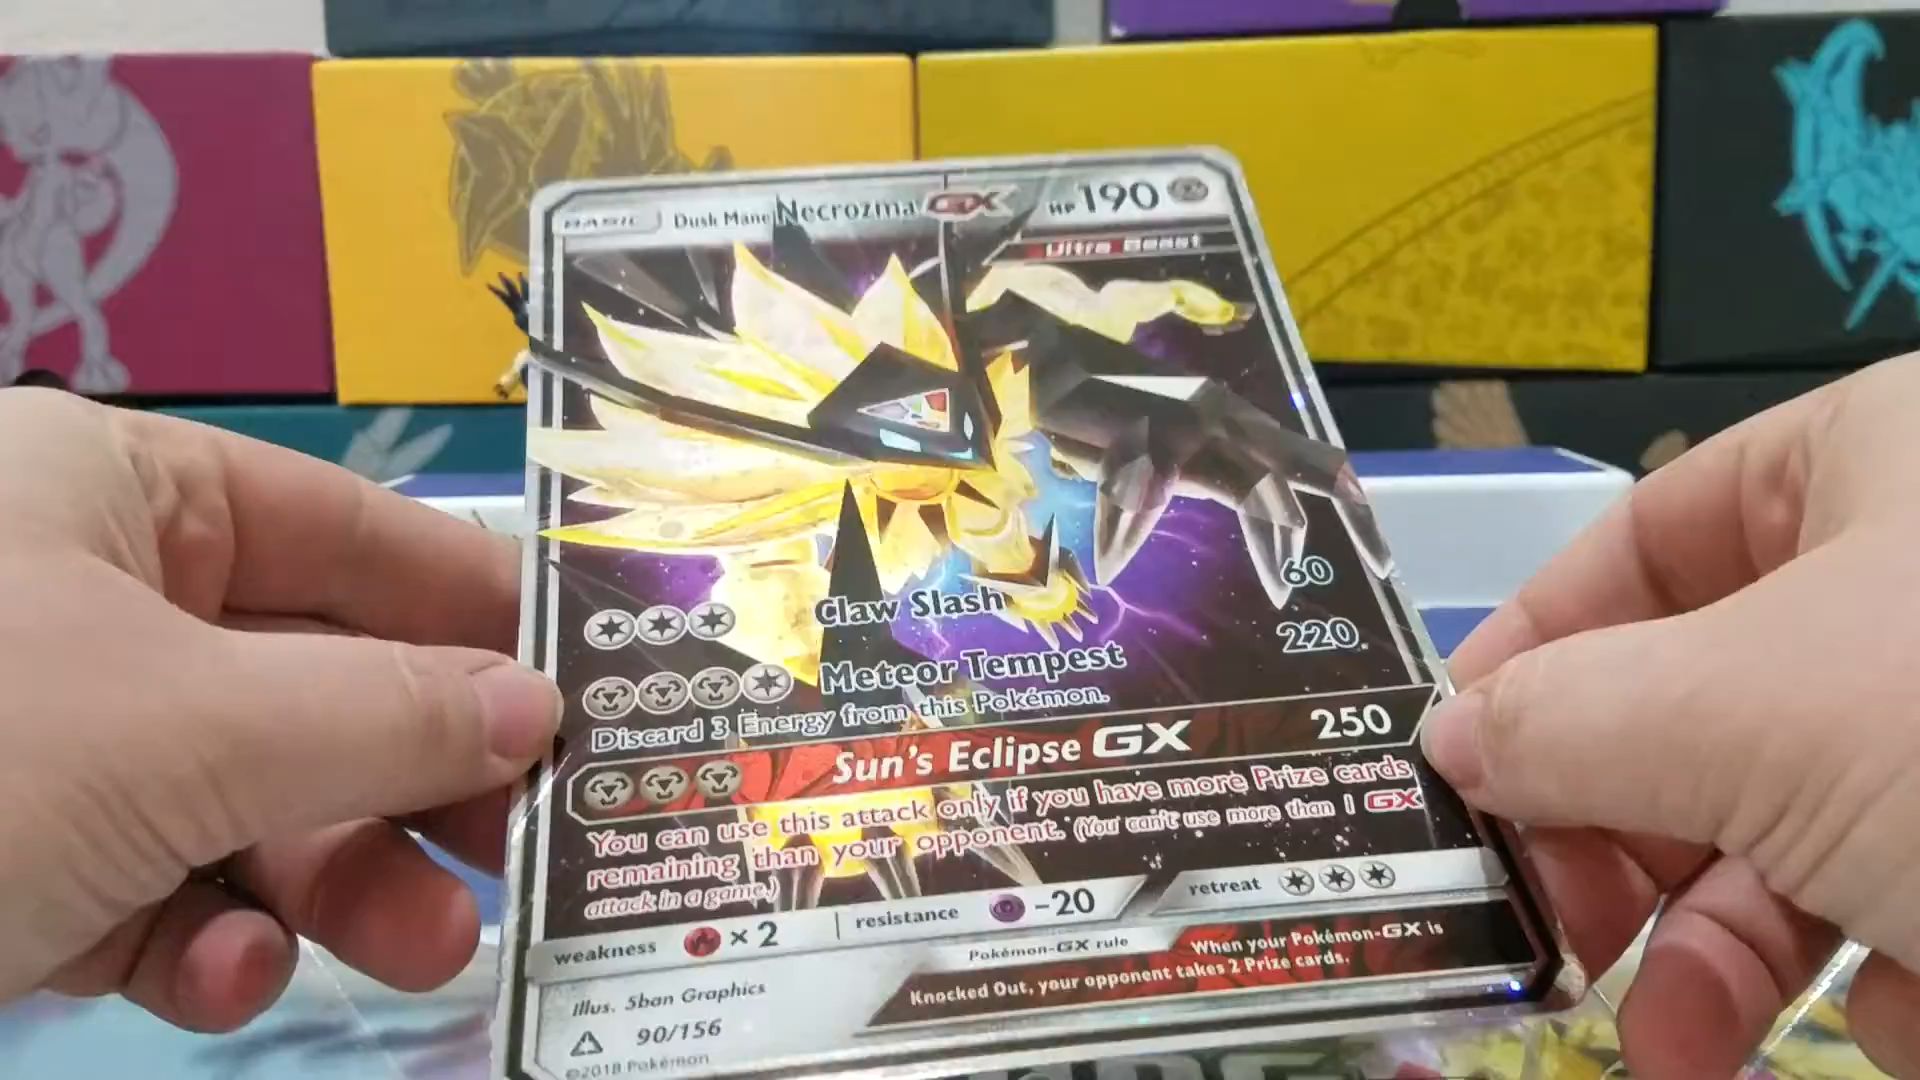 BASIC Dusk Mane Necrozma GX HP 190
Ultra Beast
Claw Slash 60
Meteor Tempest 220
Discard 3 Energy from this Pokémon.
Sun's Eclipse GX 250
You can use this attack only if you have more Prize cards
remaining than your opponent. (You can't use more than 1 GX
attack in a game.)
weakness ×2 resistance -20 retreat
Pokémon-GX rule When your Pokémon-GX is
Knocked Out, your opponent takes 2 Prize cards.
Illus. 5ban Graphics
90/156
©2018 Pokémon